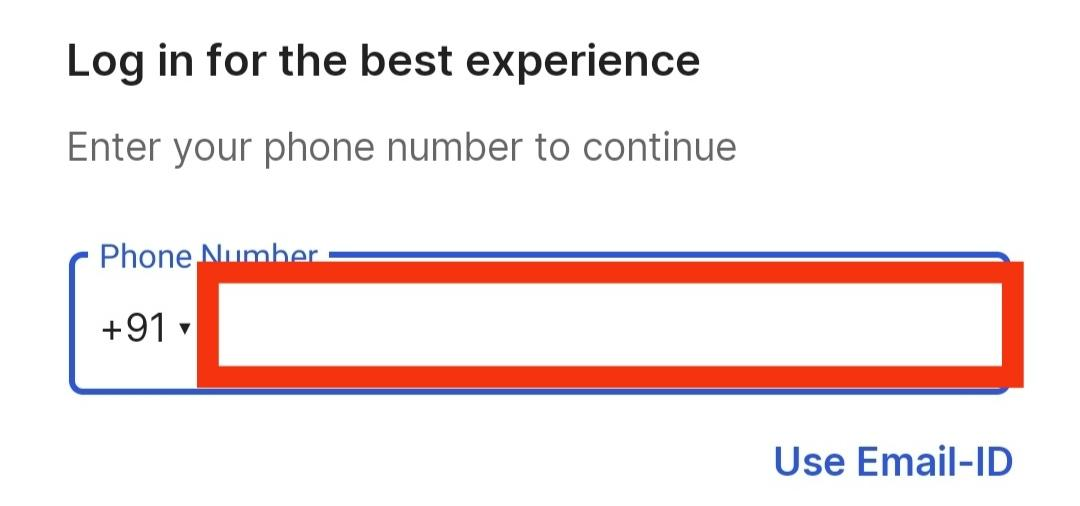 Log in for the best experience
Enter your phone number to continue
Phone Number
+91
Use Email-ID